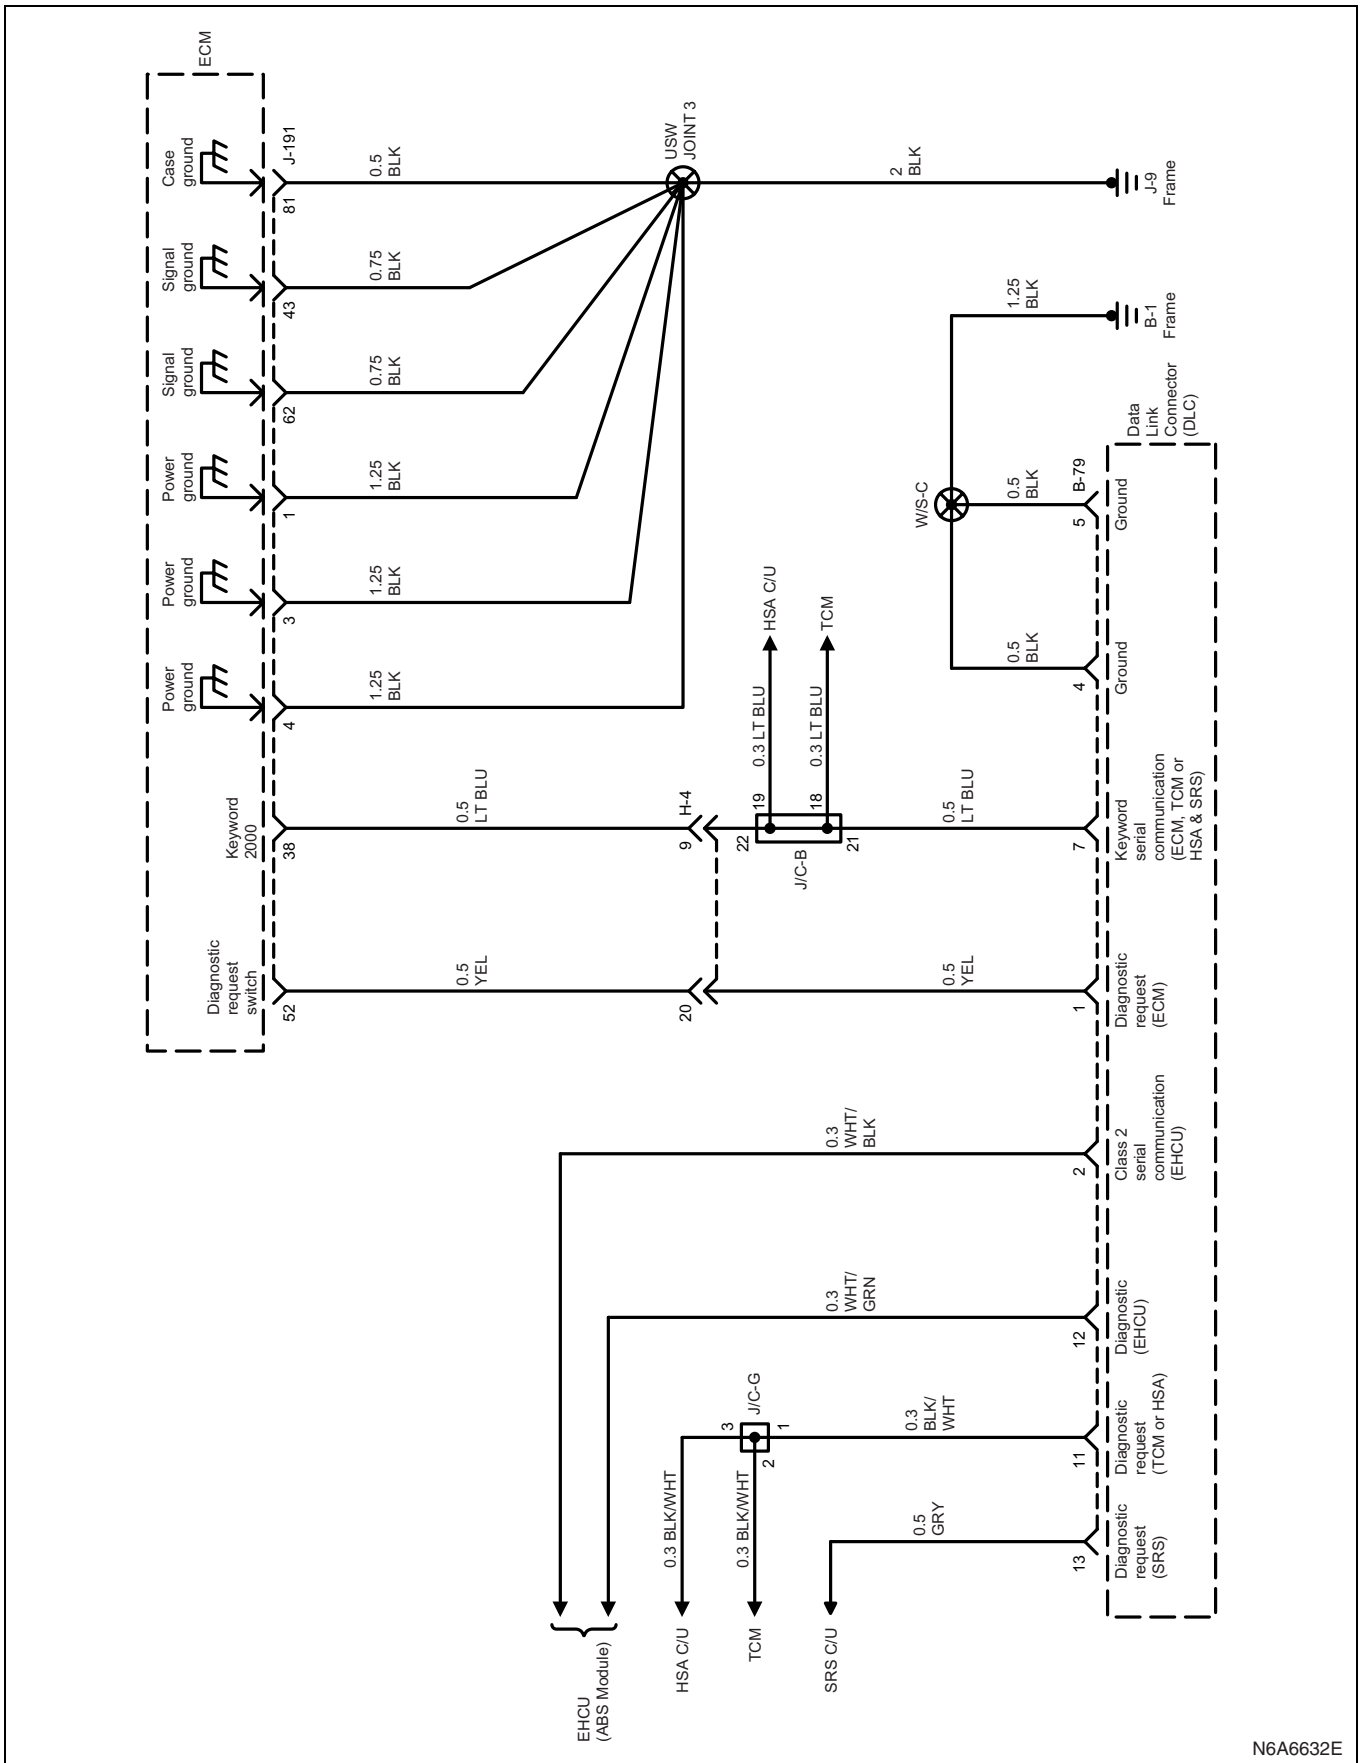 ECM
Case
ground
Signal
ground
Signal
ground
Power
ground
Power
ground
Power
ground
Keyword
2000
Diagnostic
request
switch
J-191
81
43
62
1
3
4
38
52
0.5
BLK
0.75
BLK
0.75
BLK
1.25
BLK
1.25
BLK
1.25
BLK
0.5
LT BLU
0.5
YEL
USW
JOINT 3
2
BLK
J-9
Frame
1.25
BLK
B-1
Frame
W/S-C
0.5
BLK
0.5
BLK
H-4
9
20
HSA C/U
TCM
0.3 LT BLU
0.3 LT BLU
19
18
22
21
J/C-B
0.5
LT BLU
0.5
YEL
0.3
WHT/
BLK
0.3
WHT/
GRN
J/C-G
3
1
2
0.3
BLK/
WHT
0.3 BLK/WHT
0.3 BLK/WHT
0.5
GRY
EHCU
(ABS Module)
HSA C/U
TCM
SRS C/U
Data
Link
Connector
(DLC)
B-79
5
4
7
1
2
12
11
13
Ground
Ground
Keyword
serial
communication
(ECM, TCM or
HSA & SRS)
Diagnostic
request
(ECM)
Class 2
serial
communication
(EHCU)
Diagnostic
(EHCU)
Diagnostic
request
(TCM or HSA)
Diagnostic
request
(SRS)
N6A6632E